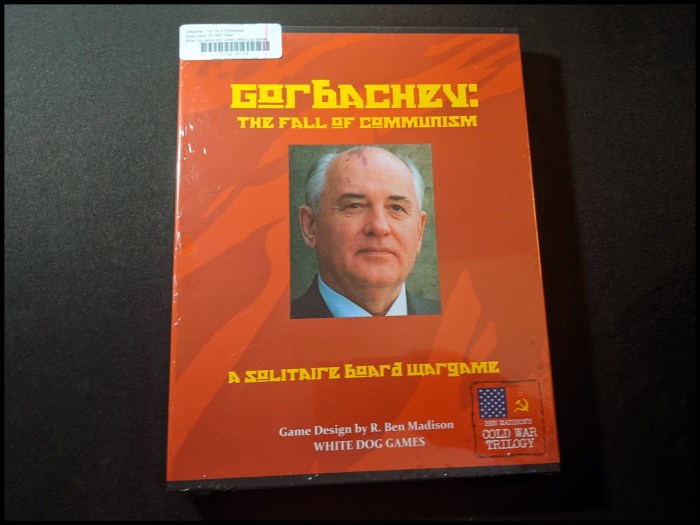 Gorbachev:
THE FALL OF COMMUNISM
A SOLITAIRE BOARD WARGAME
Game Design by R. Ben Madison
WHITE DOG GAMES
BEN MADISON'S
COLD WAR
TRILOGY